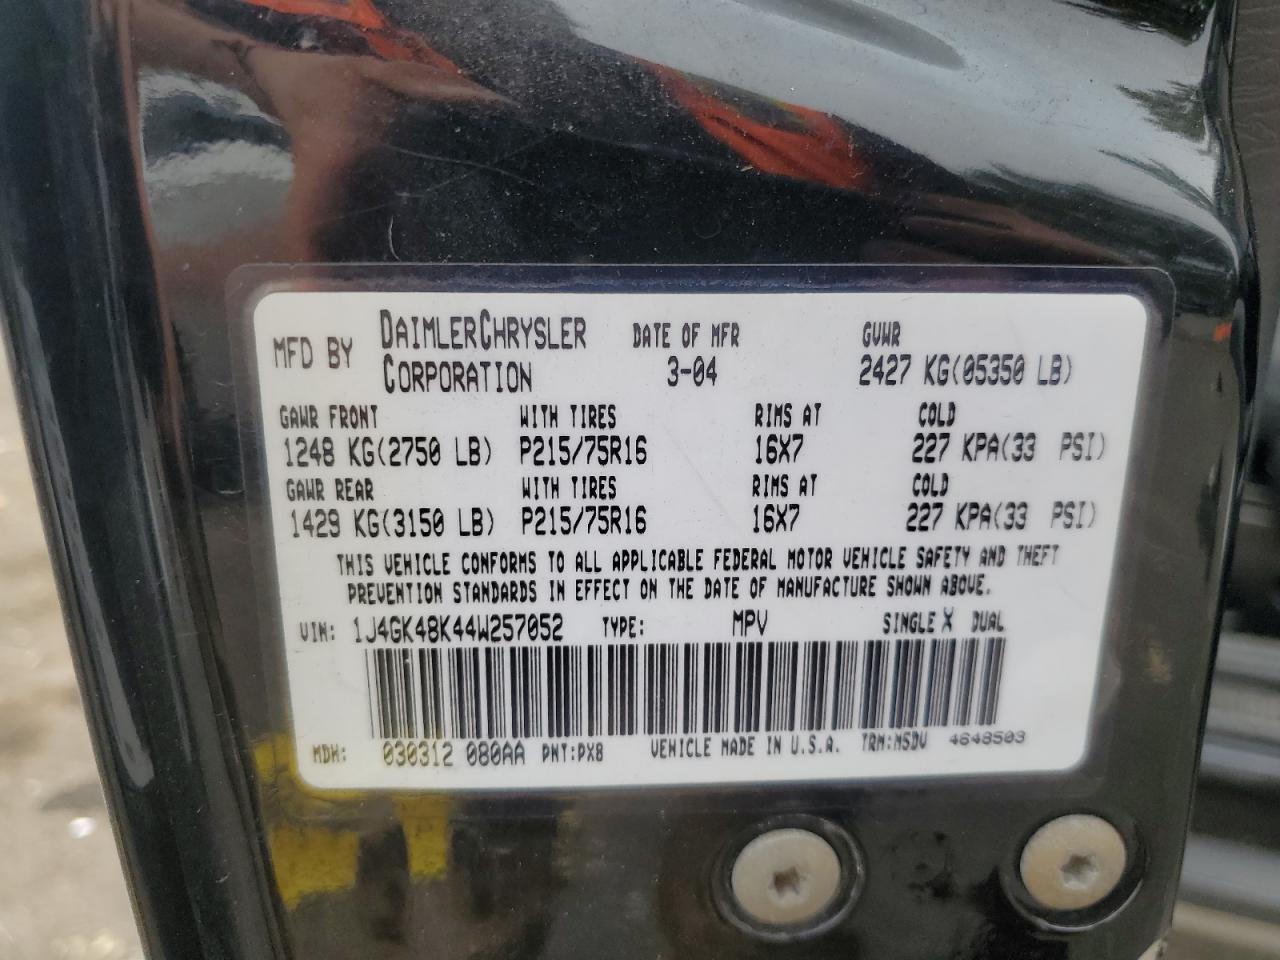 MFD BY DAIMLERCHRYSLER CORPORATION DATE OF MFR 3-04 GVWR 2427 KG(05350 LB)
GAWR FRONT WITH TIRES RIMS AT COLD
1248 KG(2750 LB) P215/75R16 16X7 227 KPA(33 PSI)
GAWR REAR WITH TIRES RIMS AT COLD
1429 KG(3150 LB) P215/75R16 16X7 227 KPA(33 PSI)
THIS VEHICLE CONFORMS TO ALL APPLICABLE FEDERAL MOTOR VEHICLE SAFETY AND THEFT
PREVENTION STANDARDS IN EFFECT ON THE DATE OF MANUFACTURE SHOWN ABOVE.
VIN: 1J4GK48K44W257052 TYPE: MPV SINGLE X DUAL
MDH: 030312 080AA PNT:PX8 VEHICLE MADE IN U.S.A. TRM:M5DV 4648503